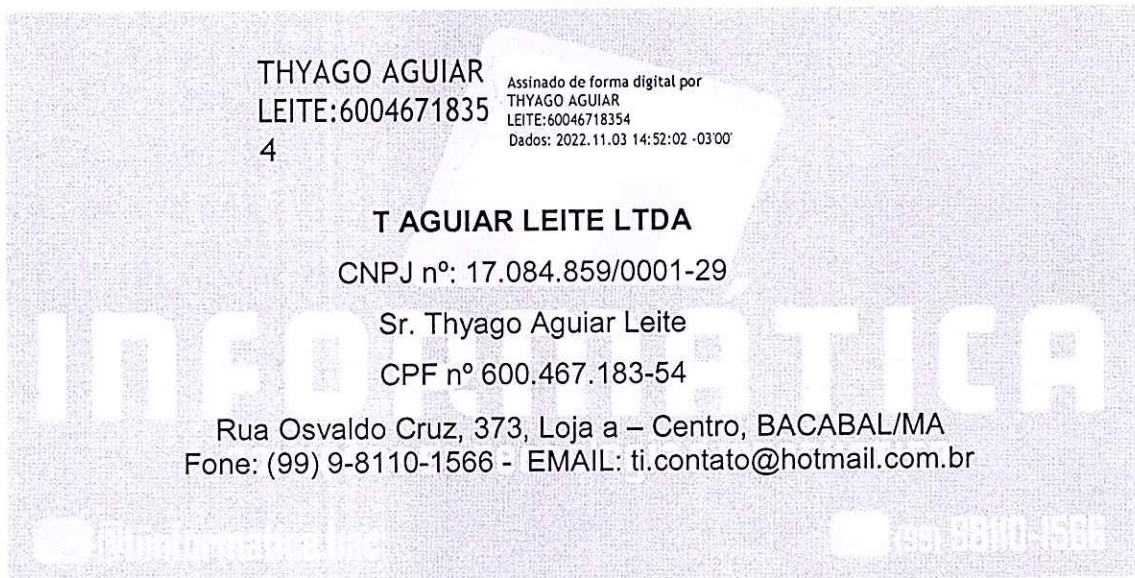 THYAGO AGUIAR
LEITE:6004671835
4
Assinado de forma digital por
THYAGO AGUIAR
LEITE:60046718354
Dados: 2022.11.03 14:52:02 -03'00'
T AGUIAR LEITE LTDA
CNPJ nº: 17.084.859/0001-29
Sr. Thyago Aguiar Leite
CPF nº 600.467.183-54
INFORMÁTICA
Rua Osvaldo Cruz, 373, Loja a – Centro, BACABAL/MA
Fone: (99) 9-8110-1566 - EMAIL: ti.contato@hotmail.com.br
(99) 98110-1566